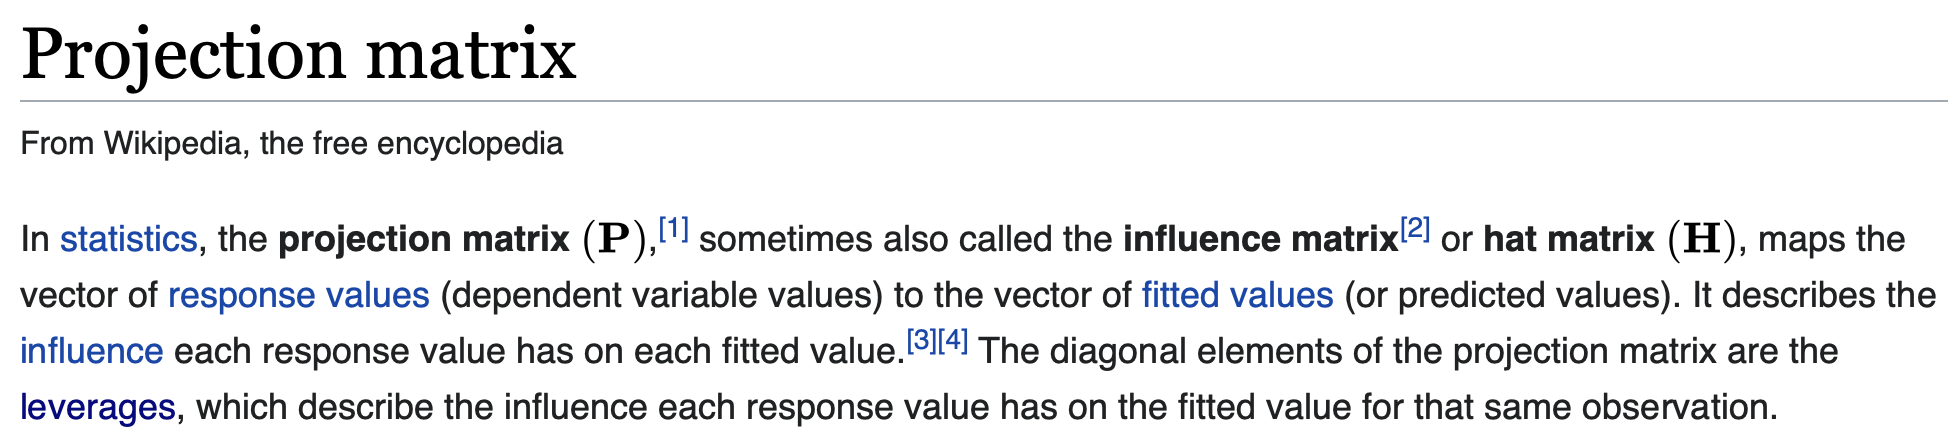 Projection matrix
From Wikipedia, the free encyclopedia
In statistics, the projection matrix (P),[1] sometimes also called the influence matrix[2] or hat matrix (H), maps the
vector of response values (dependent variable values) to the vector of fitted values (or predicted values). It describes the
influence each response value has on each fitted value.[3][4] The diagonal elements of the projection matrix are the
leverages, which describe the influence each response value has on the fitted value for that same observation.